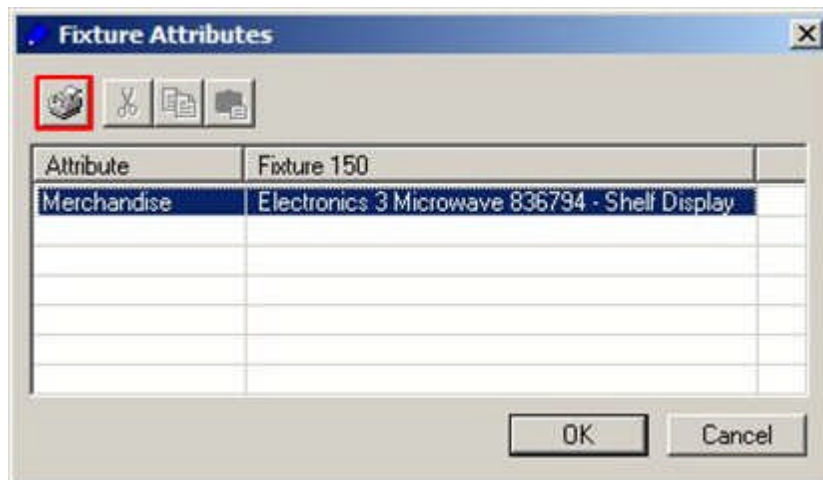 Fixture Attributes
Attribute Fixture 150
Merchandise Electronics 3 Microwave 836794 - Shelf Display
OK Cancel